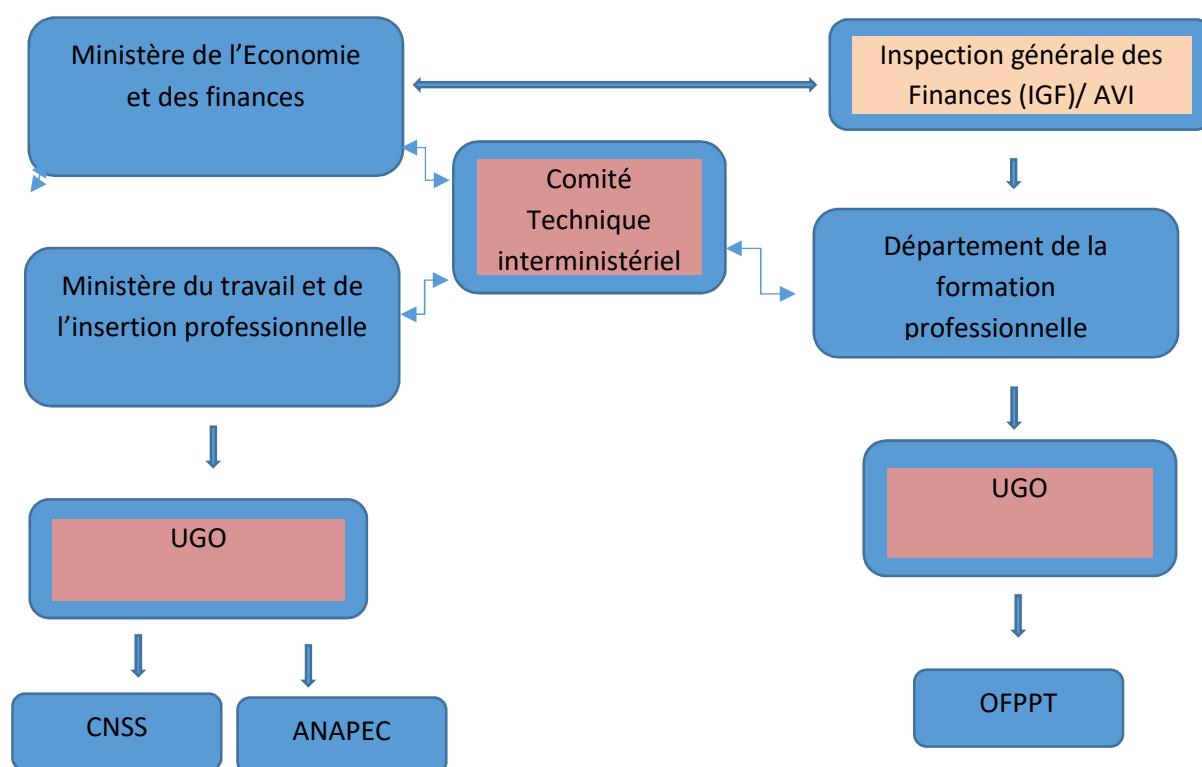 Ministère de l’Economie
et des finances
Inspection générale des
Finances (IGF)/ AVI
Comité
Technique
interministériel
Ministère du travail et de
l’insertion professionnelle
Département de la
formation
professionnelle
UGO
UGO
CNSS
ANAPEC
OFPPT